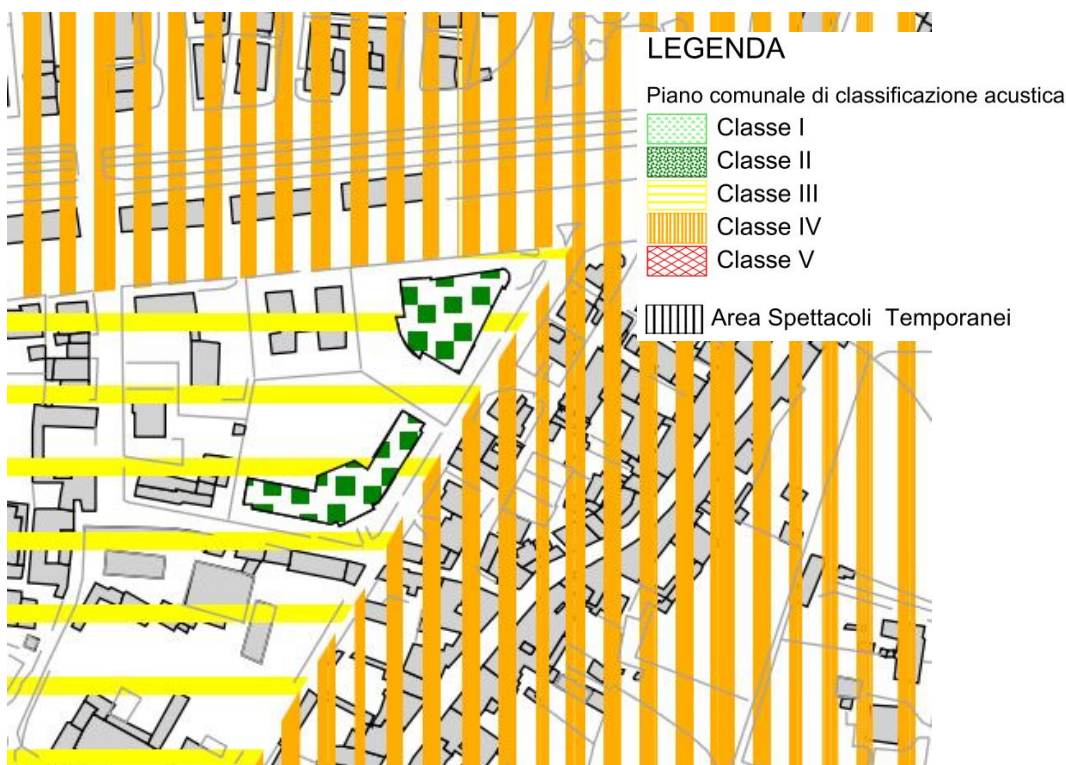 LEGENDA
Piano comunale di classificazione acustica
Classe I
Classe II
Classe III
Classe IV
Classe V
Area Spettacoli Temporanei